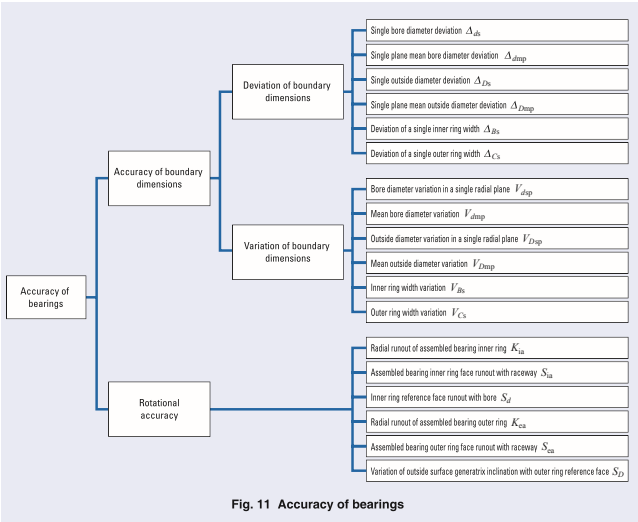 Single bore diameter deviation Δds
Single plane mean bore diameter deviation Δdmp
Deviation of boundary
dimensions
Single outside diameter deviation ΔDs
Single plane mean outside diameter deviation ΔDmp
Deviation of a single inner ring width ΔBs
Deviation of a single outer ring width ΔCs
Accuracy of boundary
dimensions
Bore diameter variation in a single radial plane Vdsp
Mean bore diameter variation Vdmp
Variation of boundary
dimensions
Outside diameter variation in a single radial plane VDsp
Mean outside diameter variation VDmp
Inner ring width variation VBs
Outer ring width variation VCs
Accuracy of
bearings
Radial runout of assembled bearing inner ring Kia
Assembled bearing inner ring face runout with raceway Sia
Inner ring reference face runout with bore Sd
Rotational
accuracy
Radial runout of assembled bearing outer ring Kea
Assembled bearing outer ring face runout with raceway Sea
Variation of outside surface generatrix inclination with outer ring reference face SD
Fig. 11 Accuracy of bearings